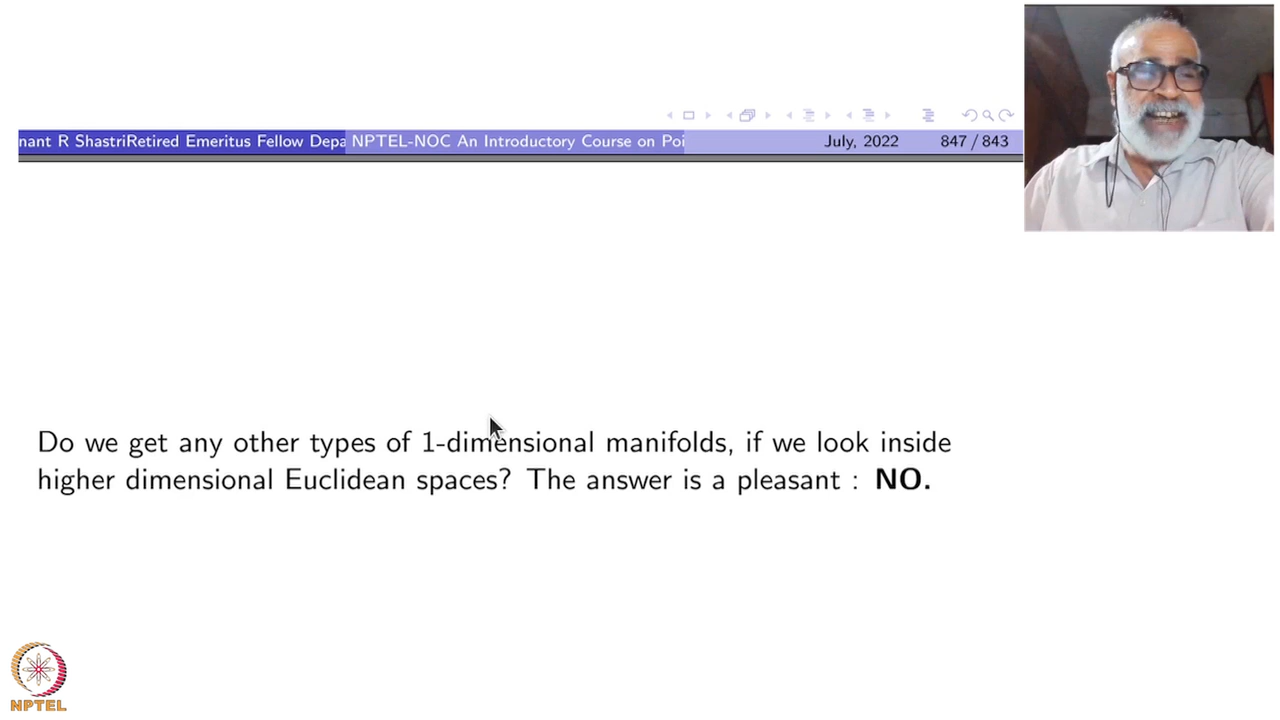 nant R ShastriRetired Emeritus Fellow Depa NPTEL-NOC An Introductory Course on Poi July, 2022 847 / 843
Do we get any other types of 1-dimensional manifolds, if we look inside
higher dimensional Euclidean spaces? The answer is a pleasant : NO.
NPTEL